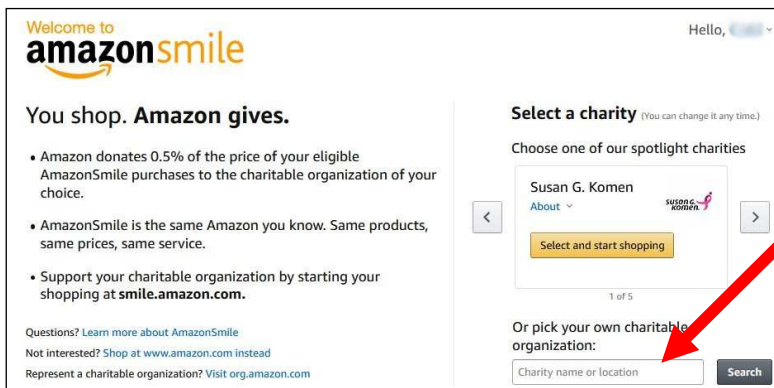 Welcome to
amazonsmile
Hello,
You shop. Amazon gives.
• Amazon donates 0.5% of the price of your eligible
AmazonSmile purchases to the charitable organization of your
choice.
• AmazonSmile is the same Amazon you know. Same products,
same prices, same service.
• Support your charitable organization by starting your
shopping at smile.amazon.com.
Questions? Learn more about AmazonSmile
Not interested? Shop at www.amazon.com instead
Represent a charitable organization? Visit org.amazon.com
Select a charity (You can change it any time.)
Choose one of our spotlight charities
Susan G. Komen
About
susan G.
komen.
Select and start shopping
1 of 5
Or pick your own charitable
organization:
Charity name or location
Search